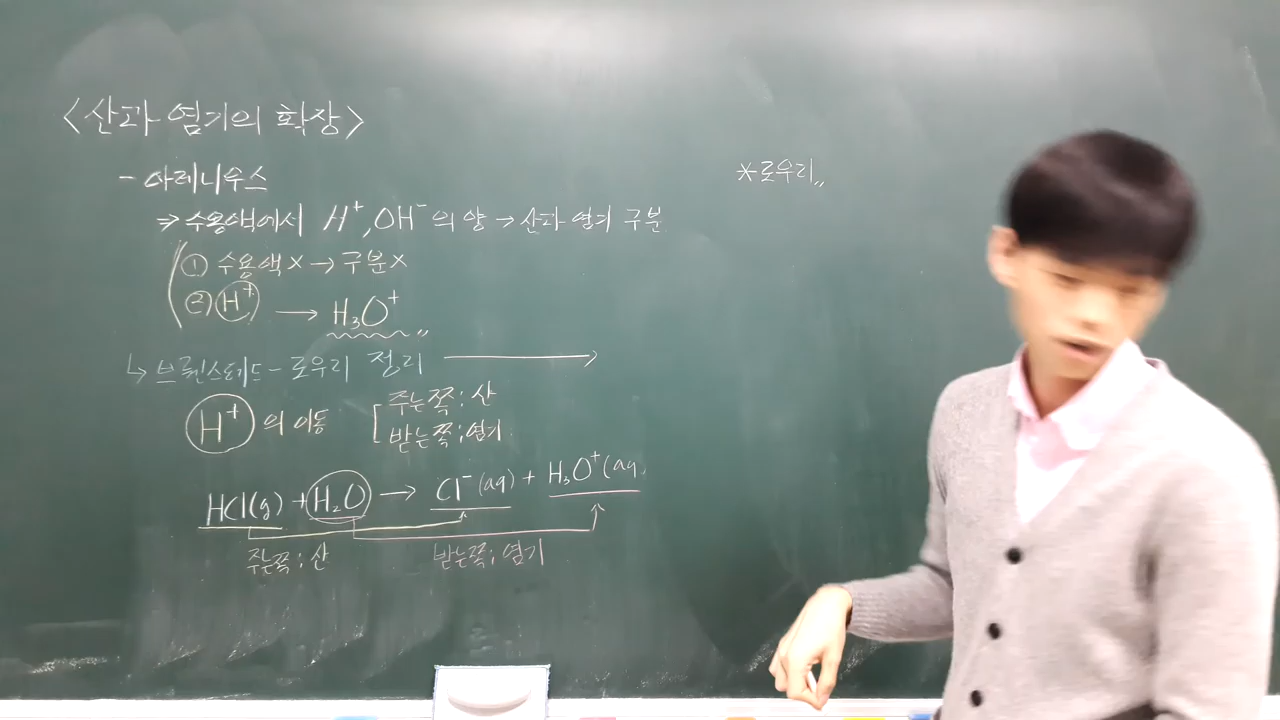 <산과 염기의 확장>
- 아레니우스
⇒ 수용액에서 H⁺, OH⁻의 양 → 산과 염기 구분
① 수용액 X → 구분 X
② H⁺ → H₃O⁺ 〃
↳ 브뢴스테드 - 로우리 정리 →
H⁺의 이동
주는쪽 : 산
받는쪽 ; 염기
HCl(g) + H₂O → Cl⁻(aq) + H₃O⁺(aq)
주는쪽 ; 산
받는쪽 ; 염기
*로우리 〃